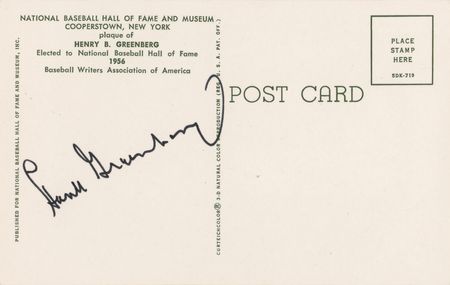 NATIONAL BASEBALL HALL OF FAME AND MUSEUM
COOPERSTOWN, NEW YORK
plaque of
HENRY B. GREENBERG
Elected to National Baseball Hall of Fame
1956
Baseball Writers Association of America
PUBLISHED FOR NATIONAL BASEBALL HALL OF FAME AND MUSEUM, INC.
Hank Greenberg
CURTEICHCOLOR® 3-D NATURAL COLOR REPRODUCTION (REG. U.S.A. PAT. OFF.)
POST CARD
PLACE
STAMP
HERE
5DK-719